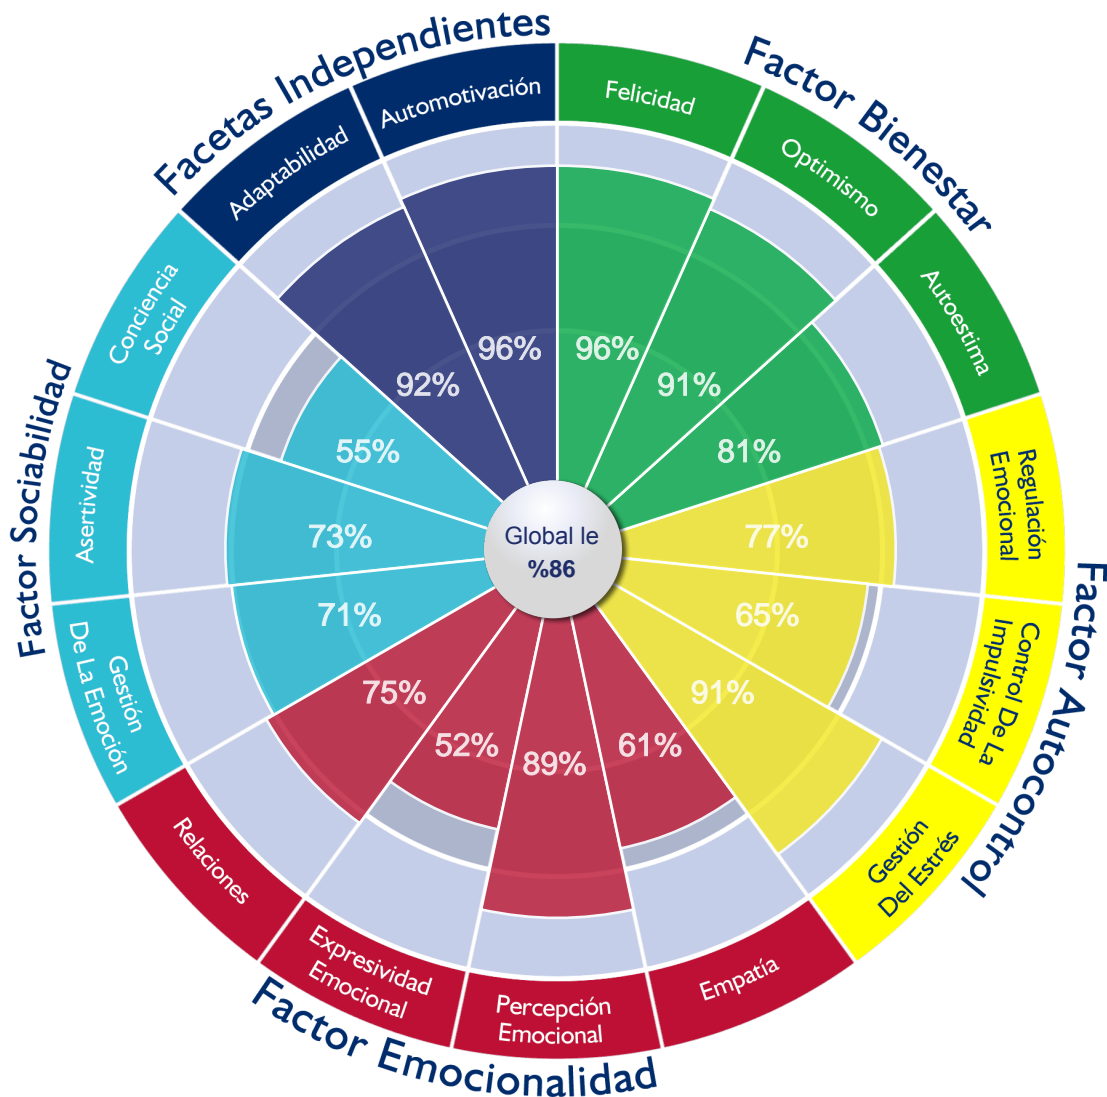 Facetas Independientes
Factor Bienestar
Factor Autocontrol
Factor Emocionalidad
Factor Sociabilidad
Felicidad
Optimismo
Autoestima
Regulación
Emocional
Control De La
Impulsividad
Gestión
Del Estrés
Empatía
Percepción
Emocional
Expresividad
Emocional
Relaciones
Gestión
De La Emoción
Asertividad
Conciencia
Social
Adaptabilidad
Automotivación
96%
91%
81%
77%
65%
91%
61%
89%
52%
75%
71%
73%
55%
92%
96%
Global le
%86